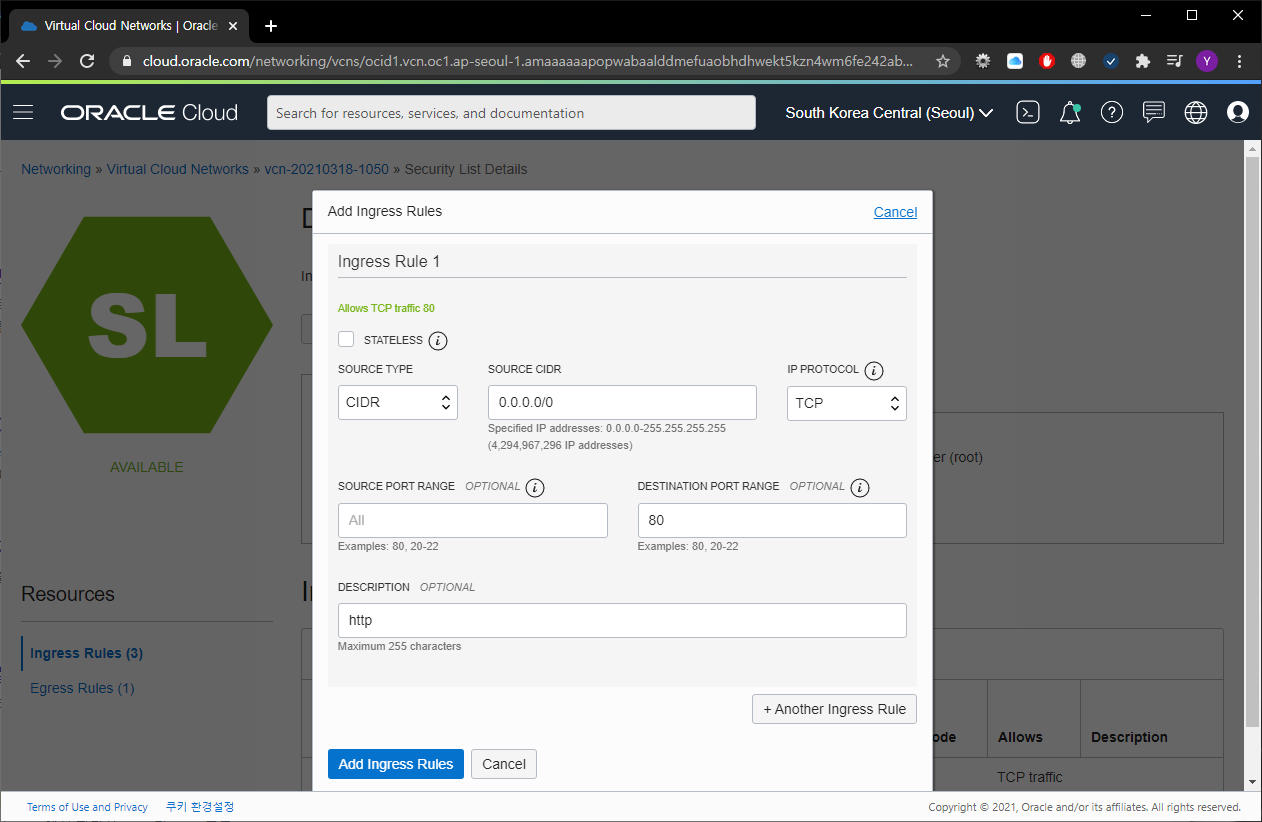 Virtual Cloud Networks | Oracle
cloud.oracle.com/networking/vcns/ocid1.vcn.oc1.ap-seoul-1.amaaaaaapopwabaalddmefuaobhdhwekt5kzn4wm6fe242ab...
Y
ORACLE Cloud
Search for resources, services, and documentation
South Korea Central (Seoul)
Networking » Virtual Cloud Networks » vcn-20210318-1050 » Security List Details
SL
AVAILABLE
Resources
Ingress Rules (3)
Egress Rules (1)
Add Ingress Rules
Cancel
Ingress Rule 1
Allows TCP traffic 80
STATELESS
SOURCE TYPE
SOURCE CIDR
IP PROTOCOL
CIDR
0.0.0.0/0
TCP
Specified IP addresses: 0.0.0.0-255.255.255.255
(4,294,967,296 IP addresses)
SOURCE PORT RANGE OPTIONAL
DESTINATION PORT RANGE OPTIONAL
All
80
Examples: 80, 20-22
Examples: 80, 20-22
DESCRIPTION OPTIONAL
http
Maximum 255 characters
+ Another Ingress Rule
Add Ingress Rules
Cancel
er (root)
ode
Allows
Description
TCP traffic
Terms of Use and Privacy
쿠키 환경설정
Copyright © 2021, Oracle and/or its affiliates. All rights reserved.